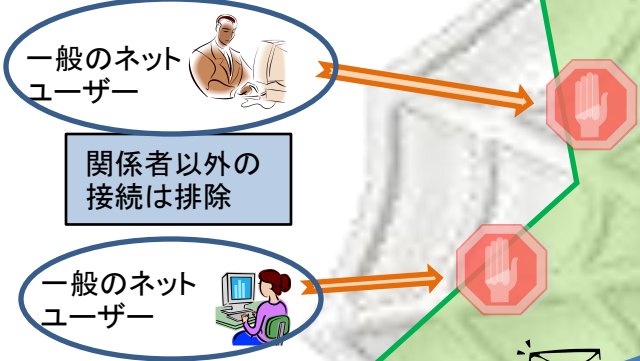 一般のネット
ユーザー
関係者以外の
接続は排除
一般のネット
ユーザー